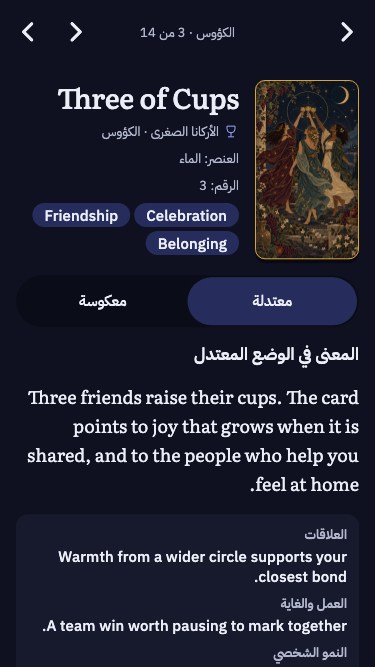 الكؤوس · 3 من 14
Three of Cups
الأركانا الصغرى · الكؤوس
العنصر: الماء
الرقم: 3
Celebration Friendship
Belonging
معتدلة معكوسة
المعنى في الوضع المعتدل
Three friends raise their cups. The card
points to joy that grows when it is
shared, and to the people who help you
feel at home.
العلاقات
Warmth from a wider circle supports your
closest bond.
العمل والغاية
A team win worth pausing to mark together.
النمو الشخصي